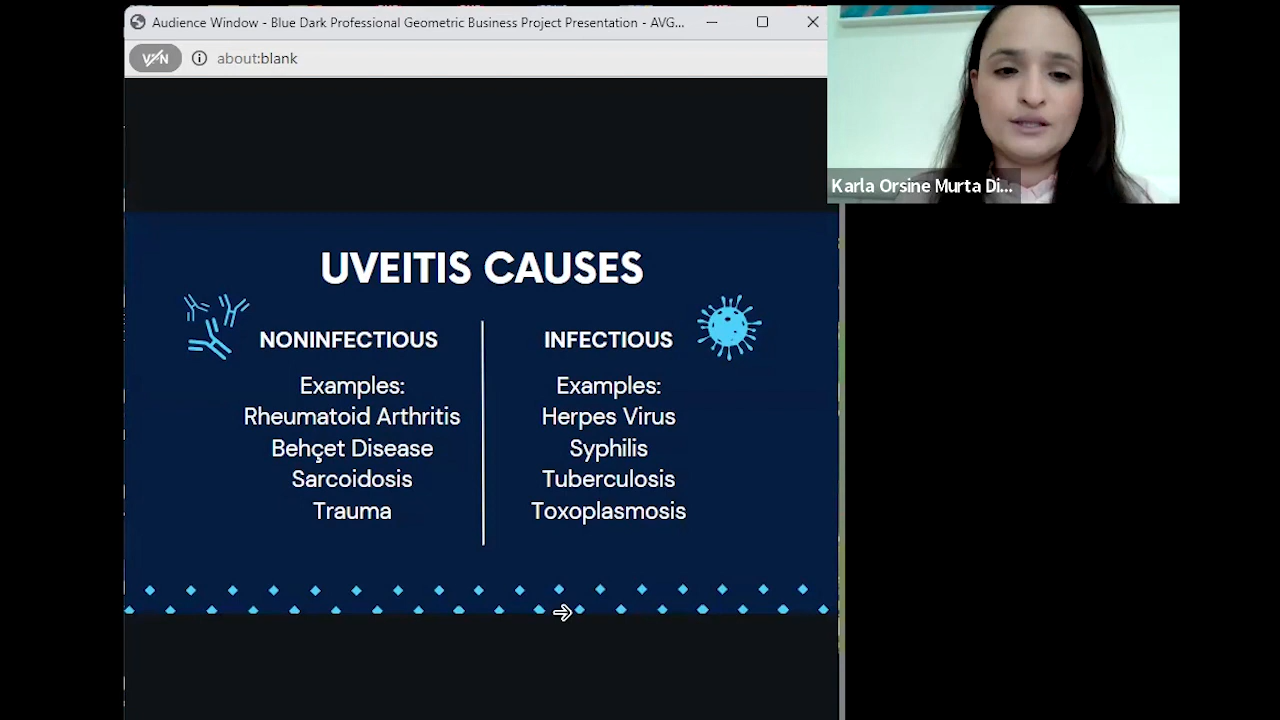 Audience Window - Blue Dark Professional Geometric Business Project Presentation - AVG...
VPN
about:blank
Karla Orsine Murta Di...
UVEITIS CAUSES
NONINFECTIOUS
Examples:
Rheumatoid Arthritis
Behçet Disease
Sarcoidosis
Trauma
INFECTIOUS
Examples:
Herpes Virus
Syphilis
Tuberculosis
Toxoplasmosis